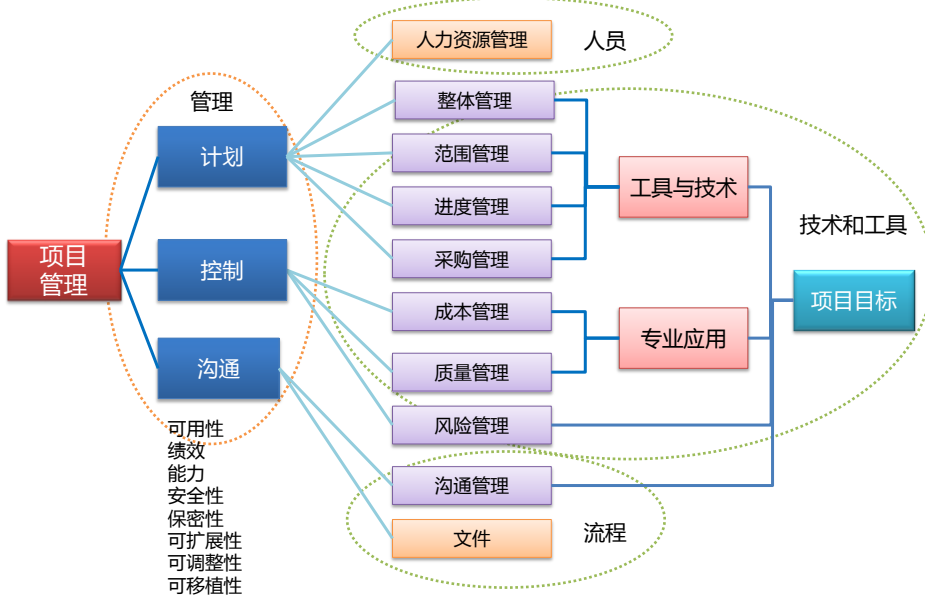 人力资源管理
人员
管理
整体管理
计划
范围管理
工具与技术
进度管理
技术和工具
项目
管理
控制
采购管理
项目目标
成本管理
专业应用
沟通
质量管理
风险管理
可用性
绩效
能力
安全性
保密性
可扩展性
可调整性
可移植性
沟通管理
文件
流程